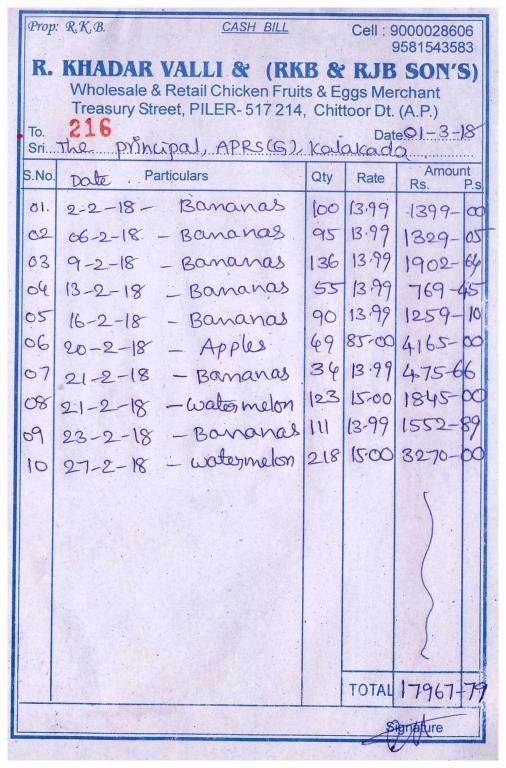 Prop: R.K.B. CASH BILL Cell : 9000028606
9581543583
R. KHADAR VALLI & (RKB & RJB SON'S)
Wholesale & Retail Chicken Fruits & Eggs Merchant
Treasury Street, PILER- 517 214, Chittoor Dt. (A.P.)
To. 216 Date 01-3-18
Sri... The principal, APRS(G), Kalakada
S.No. Date Particulars Qty Rate Amount
Rs. P.s.
01. 2-2-18 - Bananas 100 13.99 1399-00
02 06-2-18 - Bananas 95 13.99 1329-05
03 9-2-18 - Bananas 136 13.99 1902-64
04 13-2-18 - Bananas 55 13.99 769-45
05 16-2-18 - Bananas 90 13.99 1259-10
06 20-2-18 - Apples 49 85.00 4165-00
07 21-2-18 - Bananas 34 13.99 475-66
08 21-2-18 - watermelon 123 15.00 1845-00
09 23-2-18 - Bananas 111 13.99 1552-89
10 27-2-18 - watermelon 218 15.00 3270-00
TOTAL 17967-79
Signature